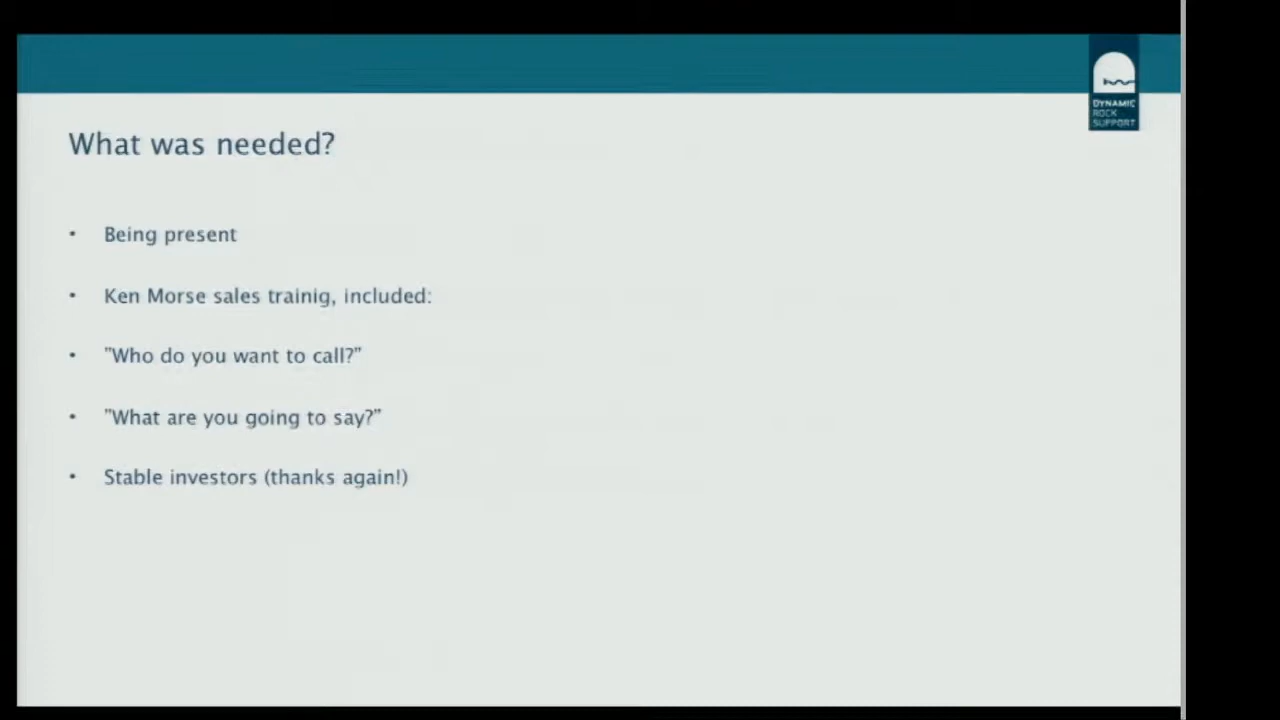 DYNAMIC
ROCK
SUPPORT
What was needed?
• Being present
• Ken Morse sales trainig, included:
• "Who do you want to call?”
• "What are you going to say?”
• Stable investors (thanks again!)